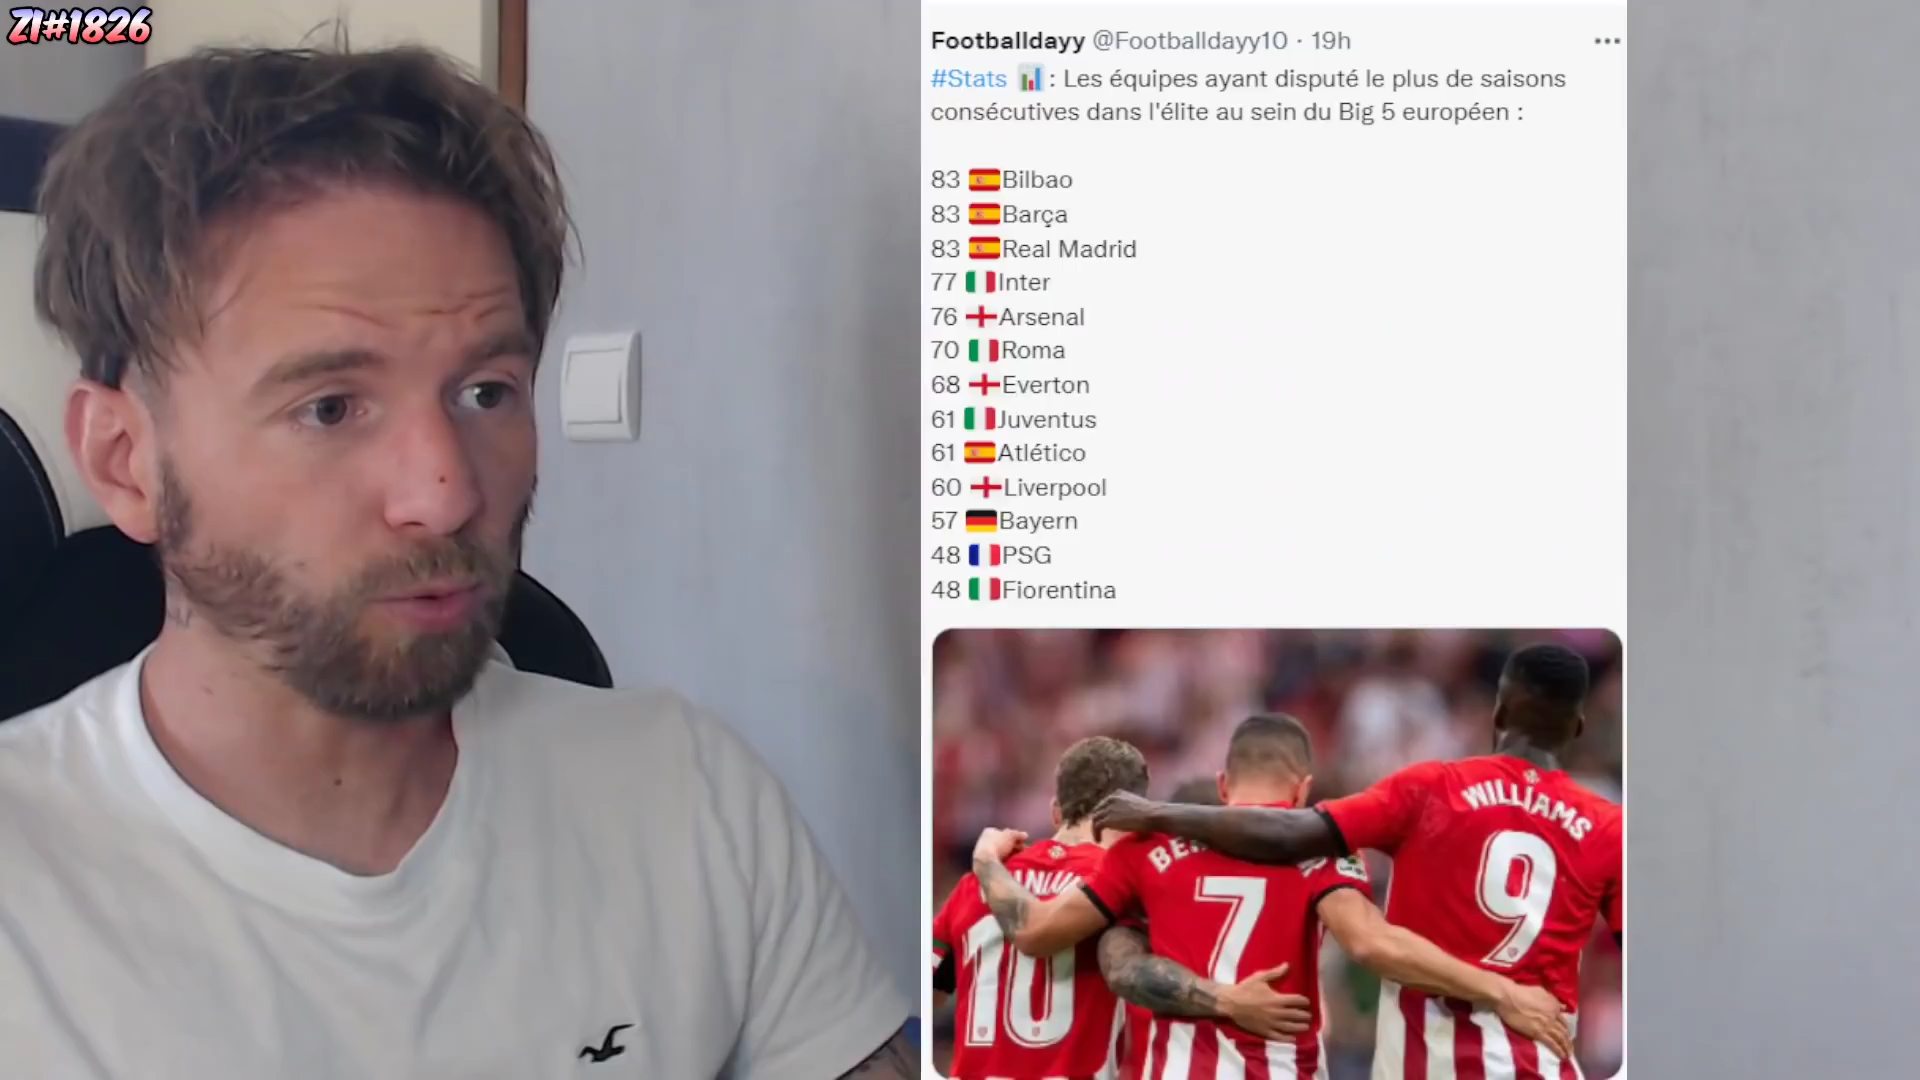 ZI#1826
Footballdayy @Footballdayy10 · 19h
#Stats 📊 : Les équipes ayant disputé le plus de saisons
consécutives dans l'élite au sein du Big 5 européen :
83 🇪🇸Bilbao
83 🇪🇸Barça
83 🇪🇸Real Madrid
77 🇮🇹Inter
76 🏴󠁧󠁢󠁥󠁮󠁧󠁿Arsenal
70 🇮🇹Roma
68 🏴󠁧󠁢󠁥󠁮󠁧󠁿Everton
61 🇮🇹Juventus
61 🇪🇸Atlético
60 🏴󠁧󠁢󠁥󠁮󠁧󠁿Liverpool
57 🇩🇪Bayern
48 🇫🇷PSG
48 🇮🇹Fiorentina
WILLIAMS
9
7
10